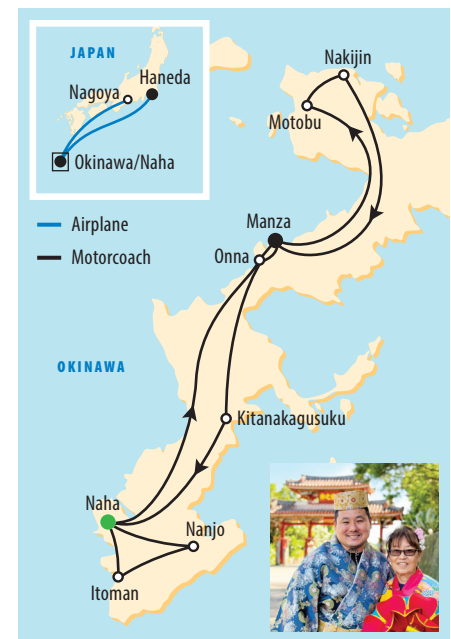 JAPAN
Haneda
Nagoya
Okinawa/Naha
Airplane
Motorcoach
Nakijin
Motobu
Manza
Onna
OKINAWA
Kitanakagusuku
Naha
Nanjo
Itoman